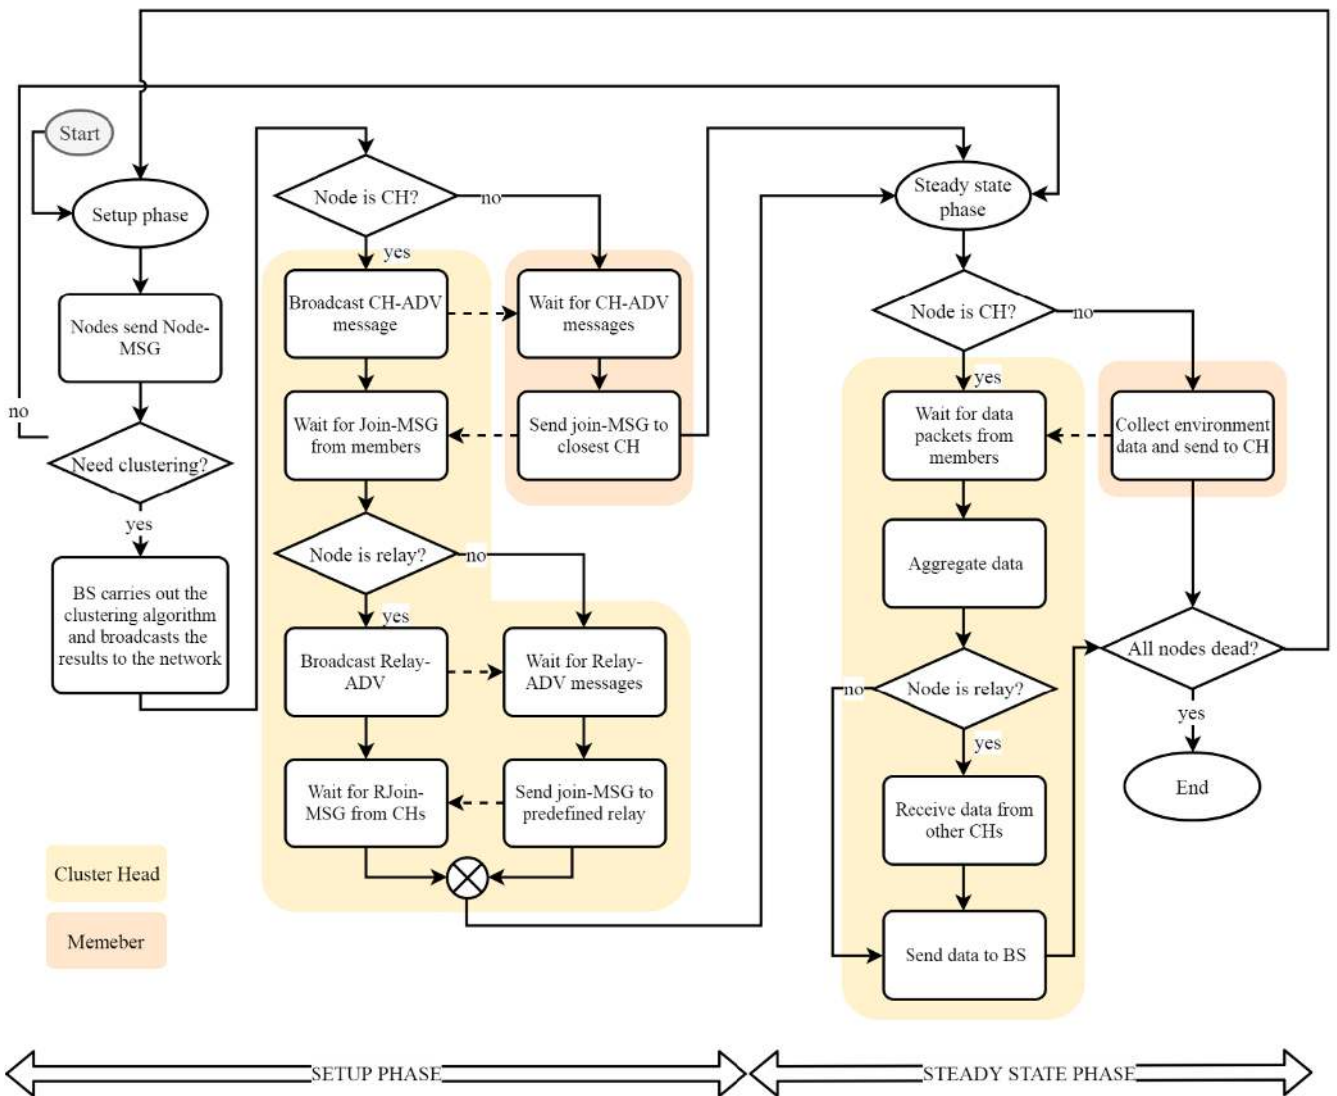 Start
Setup phase
Nodes send Node-
MSG
no
Need clustering?
yes
BS carries out the
clustering algorithm
and broadcasts the
results to the network
Node is CH?
no
yes
Broadcast CH-ADV
message
Wait for CH-ADV
messages
Wait for Join-MSG
from members
Send join-MSG to
closest CH
Node is relay?
no
yes
Broadcast Relay-
ADV
Wait for Relay-
ADV messages
Wait for RJoin-
MSG from CHs
Send join-MSG to
predefined relay
Steady state
phase
Node is CH?
no
yes
Wait for data
packets from
members
Collect environment
data and send to CH
Aggregate data
Node is relay?
no
yes
Receive data from
other CHs
Send data to BS
All nodes dead?
yes
End
Cluster Head
Memeber
SETUP PHASE
STEADY STATE PHASE